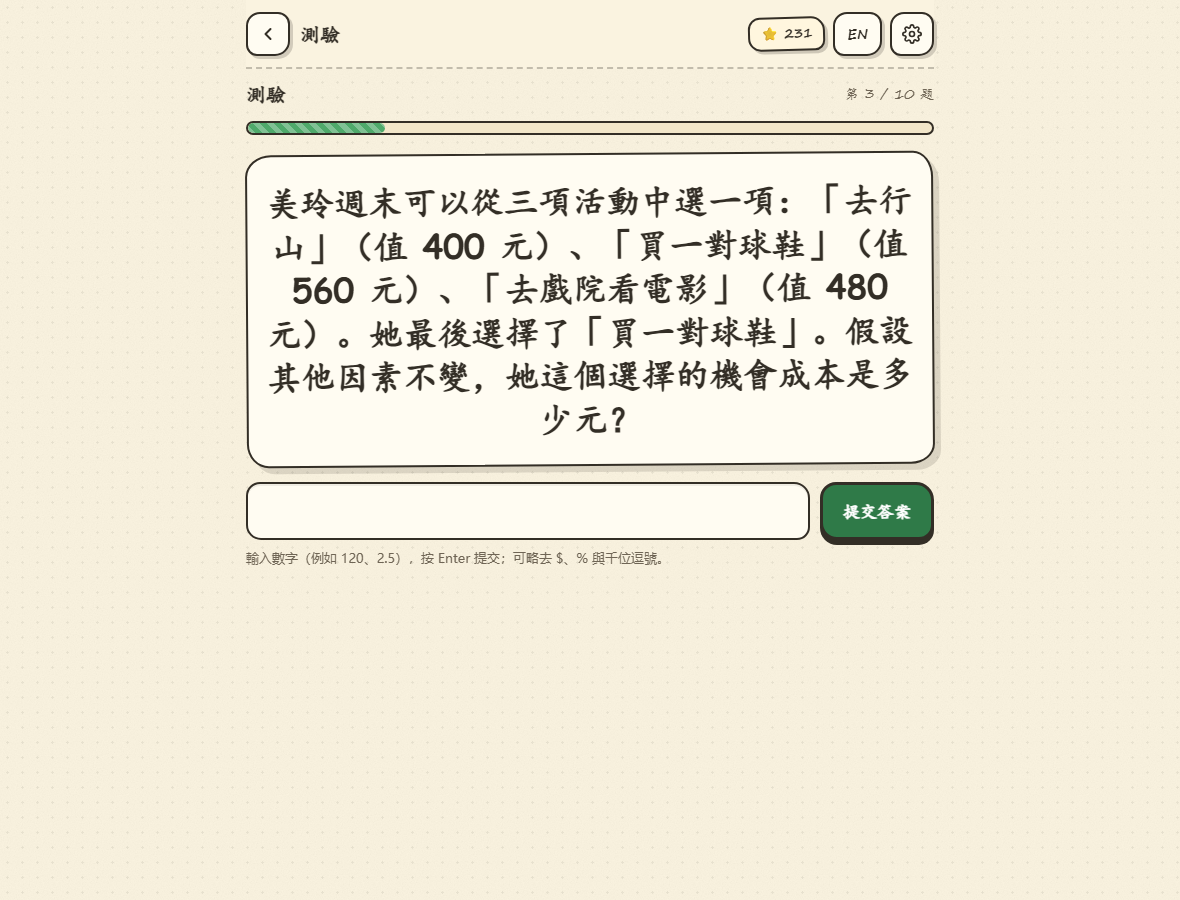 測驗
231
EN
測驗
第 3 / 10 題
美玲週末可以從三項活動中選一項：「去行
山」（值 400 元）、「買一對球鞋」（值
560 元）、「去戲院看電影」（值 480
元）。她最後選擇了「買一對球鞋」。假設
其他因素不變，她這個選擇的機會成本是多
少元？
提交答案
輸入數字（例如 120、2.5），按 Enter 提交；可略去 $、% 與千位逗號。